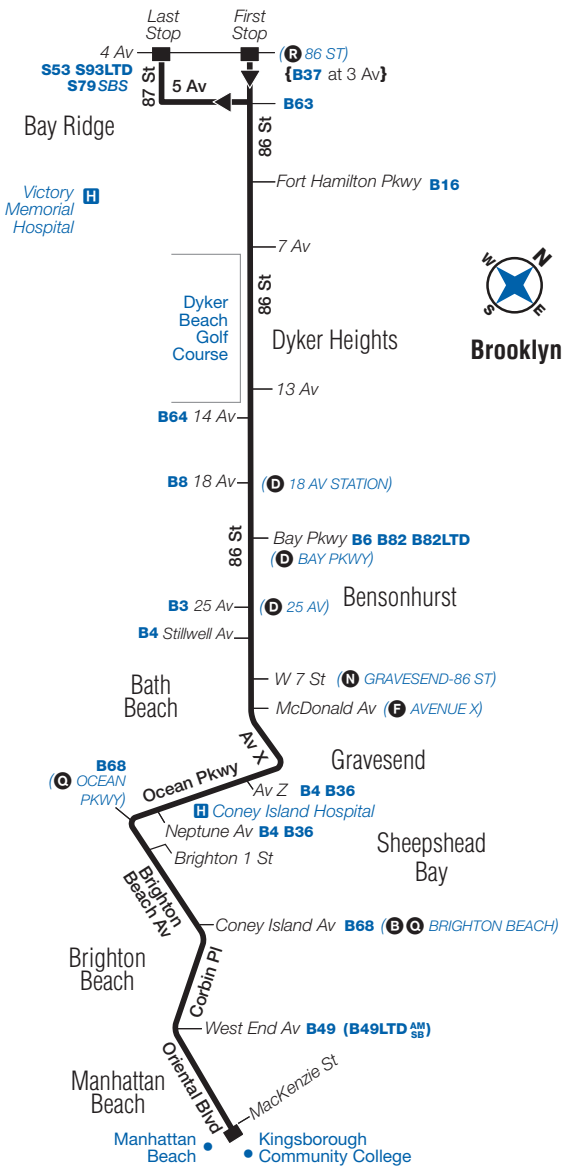 Last
Stop
First
Stop
4 Av
(R 86 ST)
S53 S93LTD
S79SBS
{B37 at 3 Av}
87 St
5 Av
B63
Bay Ridge
86 St
Fort Hamilton Pkwy B16
Victory
Memorial
Hospital
H
7 Av
N
W
S
E
Brooklyn
86 St
Dyker
Beach
Golf
Course
Dyker Heights
13 Av
B64 14 Av
B8 18 Av
(D 18 AV STATION)
86 St
Bay Pkwy B6 B82 B82LTD
(D BAY PKWY)
Bensonhurst
B3 25 Av
(D 25 AV)
B4 Stillwell Av
W 7 St (N GRAVESEND-86 ST)
Bath
Beach
McDonald Av (F AVENUE X)
Av X
Gravesend
B68
(Q OCEAN
PKWY)
Ocean Pkwy
Av Z B4 B36
H Coney Island Hospital
Neptune Av B4 B36
Brighton 1 St
Sheepshead
Bay
Brighton
Beach Av
Coney Island Av B68 (B Q BRIGHTON BEACH)
Brighton
Beach
Corbin Pl
West End Av B49 (B49LTD AM SB)
Oriental Blvd
Manhattan
Beach
MacKenzie St
Manhattan
Beach
Kingsborough
Community College